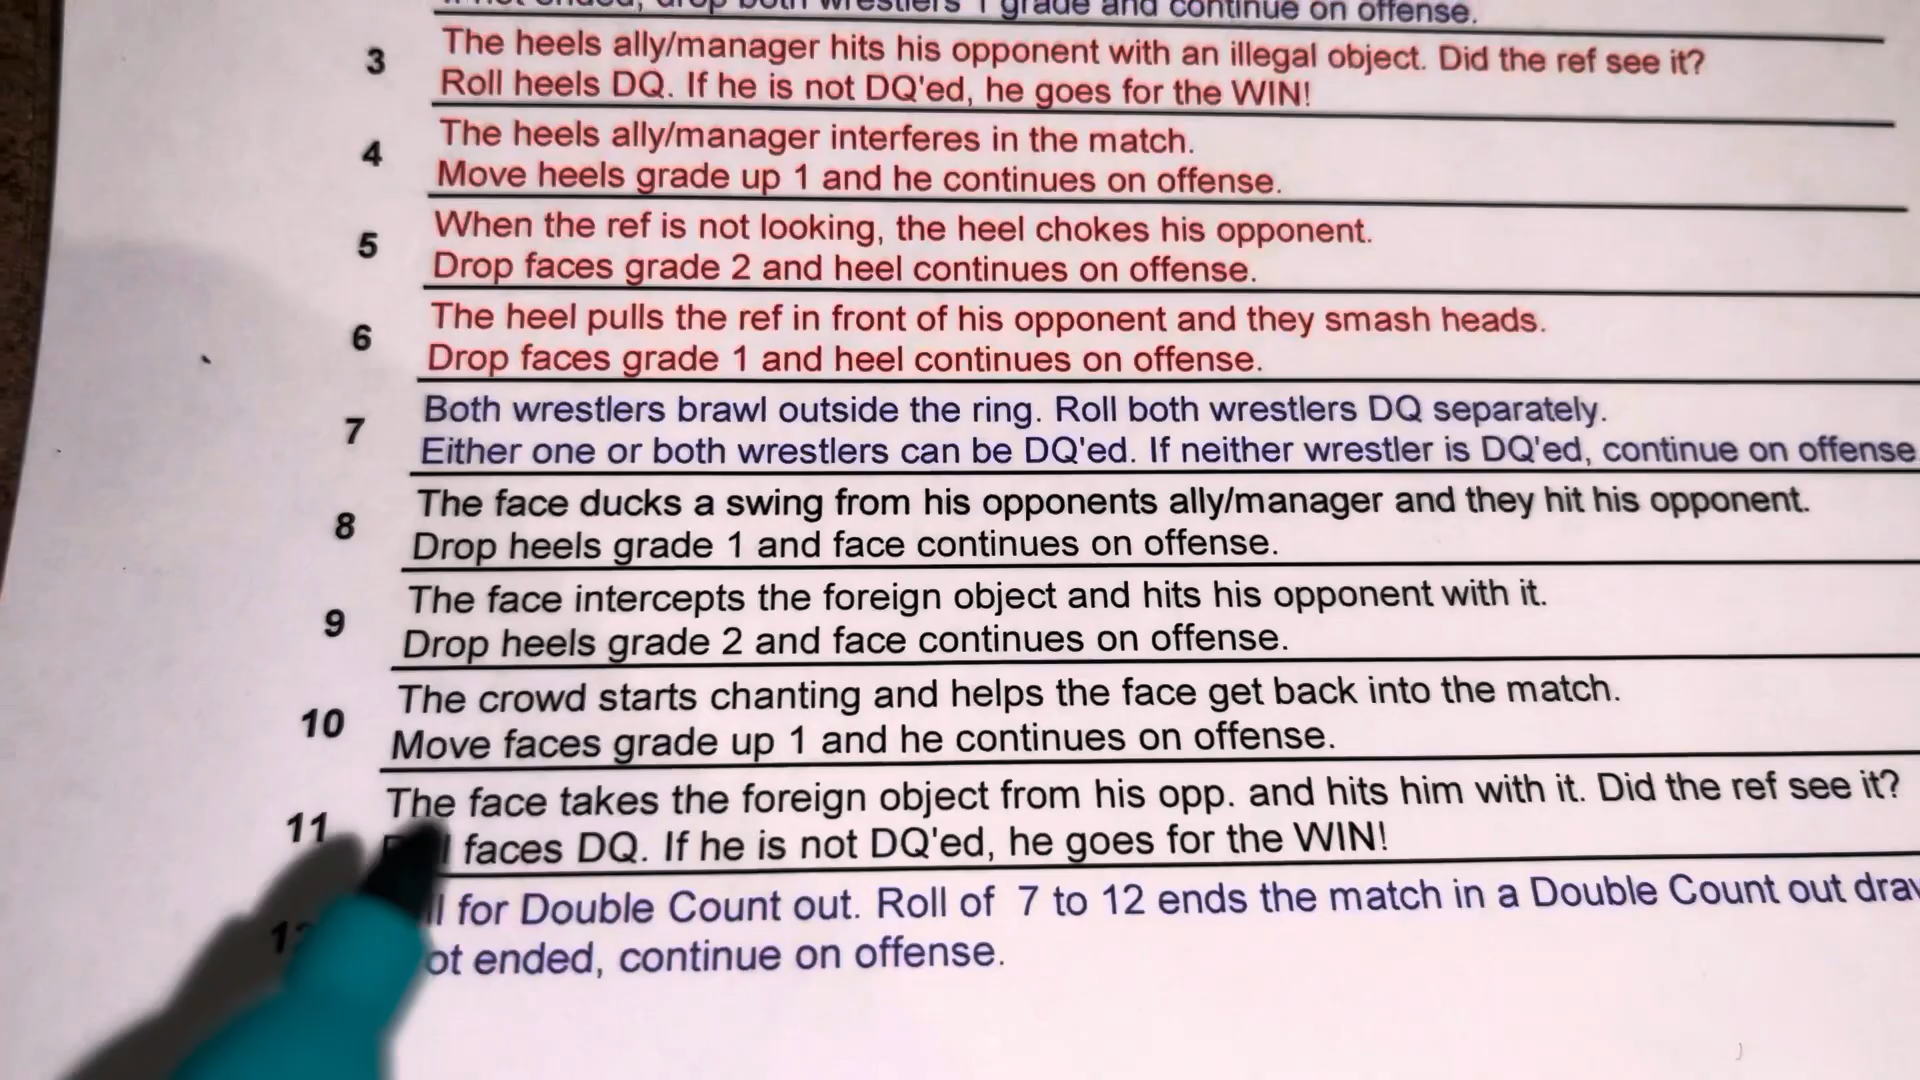 wrestlers 1 grade and continue on offense.
3
The heels ally/manager hits his opponent with an illegal object. Did the ref see it?
Roll heels DQ. If he is not DQ'ed, he goes for the WIN!
4
The heels ally/manager interferes in the match.
Move heels grade up 1 and he continues on offense.
5
When the ref is not looking, the heel chokes his opponent.
Drop faces grade 2 and heel continues on offense.
6
The heel pulls the ref in front of his opponent and they smash heads.
Drop faces grade 1 and heel continues on offense.
7
Both wrestlers brawl outside the ring. Roll both wrestlers DQ separately.
Either one or both wrestlers can be DQ'ed. If neither wrestler is DQ'ed, continue on offense
8
The face ducks a swing from his opponents ally/manager and they hit his opponent.
Drop heels grade 1 and face continues on offense.
9
The face intercepts the foreign object and hits his opponent with it.
Drop heels grade 2 and face continues on offense.
10
The crowd starts chanting and helps the face get back into the match.
Move faces grade up 1 and he continues on offense.
11
The face takes the foreign object from his opp. and hits him with it. Did the ref see it?
faces DQ. If he is not DQ'ed, he goes for the WIN!
for Double Count out. Roll of 7 to 12 ends the match in a Double Count out
ended, continue on offense.